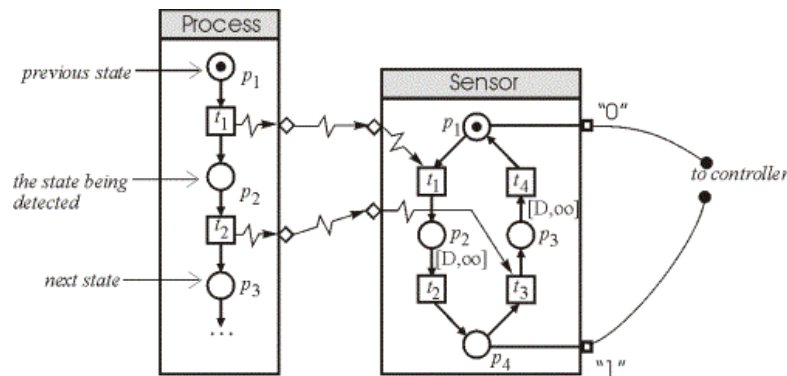 Process
previous state
p1
t1
the state being
detected
p2
t2
next state
p3
...
Sensor
p1
"0"
t1
t4
to controller
[D,∞]
p2
p3
[D,∞]
t2
t3
p4
"1"